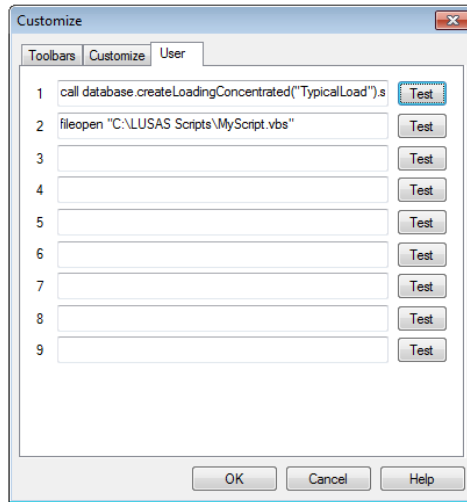 Customize
Toolbars Customize User
1 call database.createLoadingConcentrated("TypicalLoad").s Test
2 fileopen "C:\LUSAS Scripts\MyScript.vbs" Test
3 Test
4 Test
5 Test
6 Test
7 Test
8 Test
9 Test
OK Cancel Help